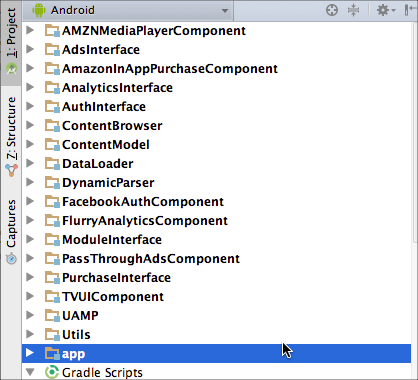 Android
1: Project
Z: Structure
Captures
AMZNMediaPlayerComponent
AdsInterface
AmazonInAppPurchaseComponent
AnalyticsInterface
AuthInterface
ContentBrowser
ContentModel
DataLoader
DynamicParser
FacebookAuthComponent
FlurryAnalyticsComponent
ModuleInterface
PassThroughAdsComponent
PurchaseInterface
TVUIComponent
UAMP
Utils
app
Gradle Scripts